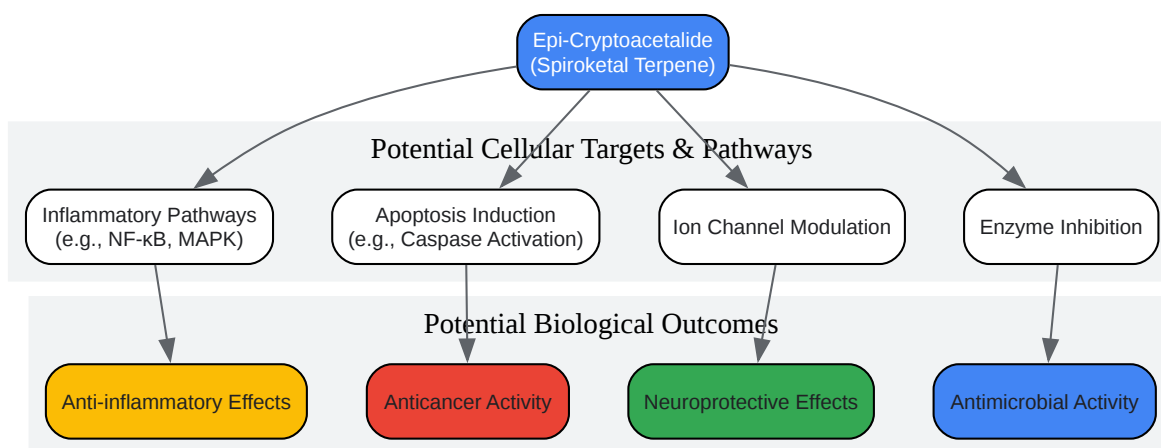 Epi-Cryptoacetalide
(Spiroketal Terpene)
Potential Cellular Targets & Pathways
Inflammatory Pathways
(e.g., NF-κB, MAPK)
Apoptosis Induction
(e.g., Caspase Activation)
Ion Channel Modulation
Enzyme Inhibition
Potential Biological Outcomes
Anti-inflammatory Effects
Anticancer Activity
Neuroprotective Effects
Antimicrobial Activity